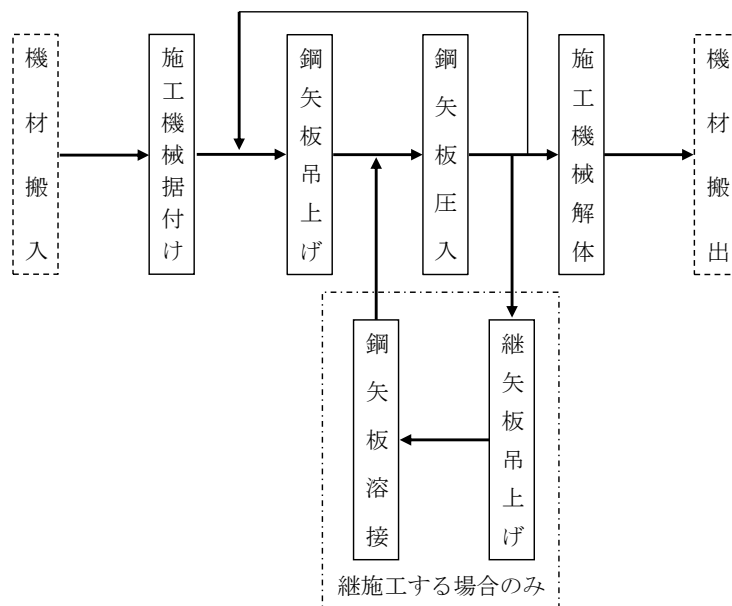 機材搬入
施工機械据付け
鋼矢板吊上げ
鋼矢板圧入
施工機械解体
機材搬出
鋼矢板溶接
継矢板吊上げ
継施工する場合のみ